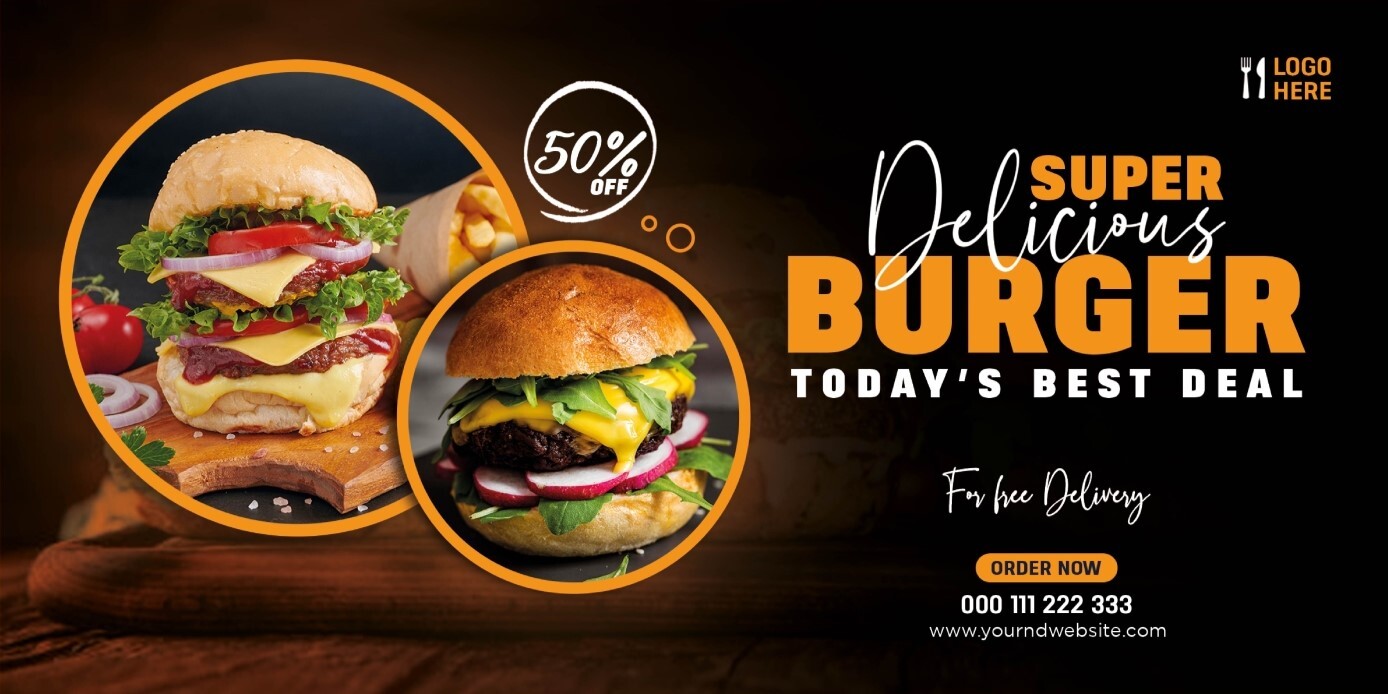 50%
OFF
LOGO
HERE
SUPER
Delicious
BURGER
TODAY'S BEST DEAL
For free Delivery
ORDER NOW
000 111 222 333
www.yourndwebsite.com